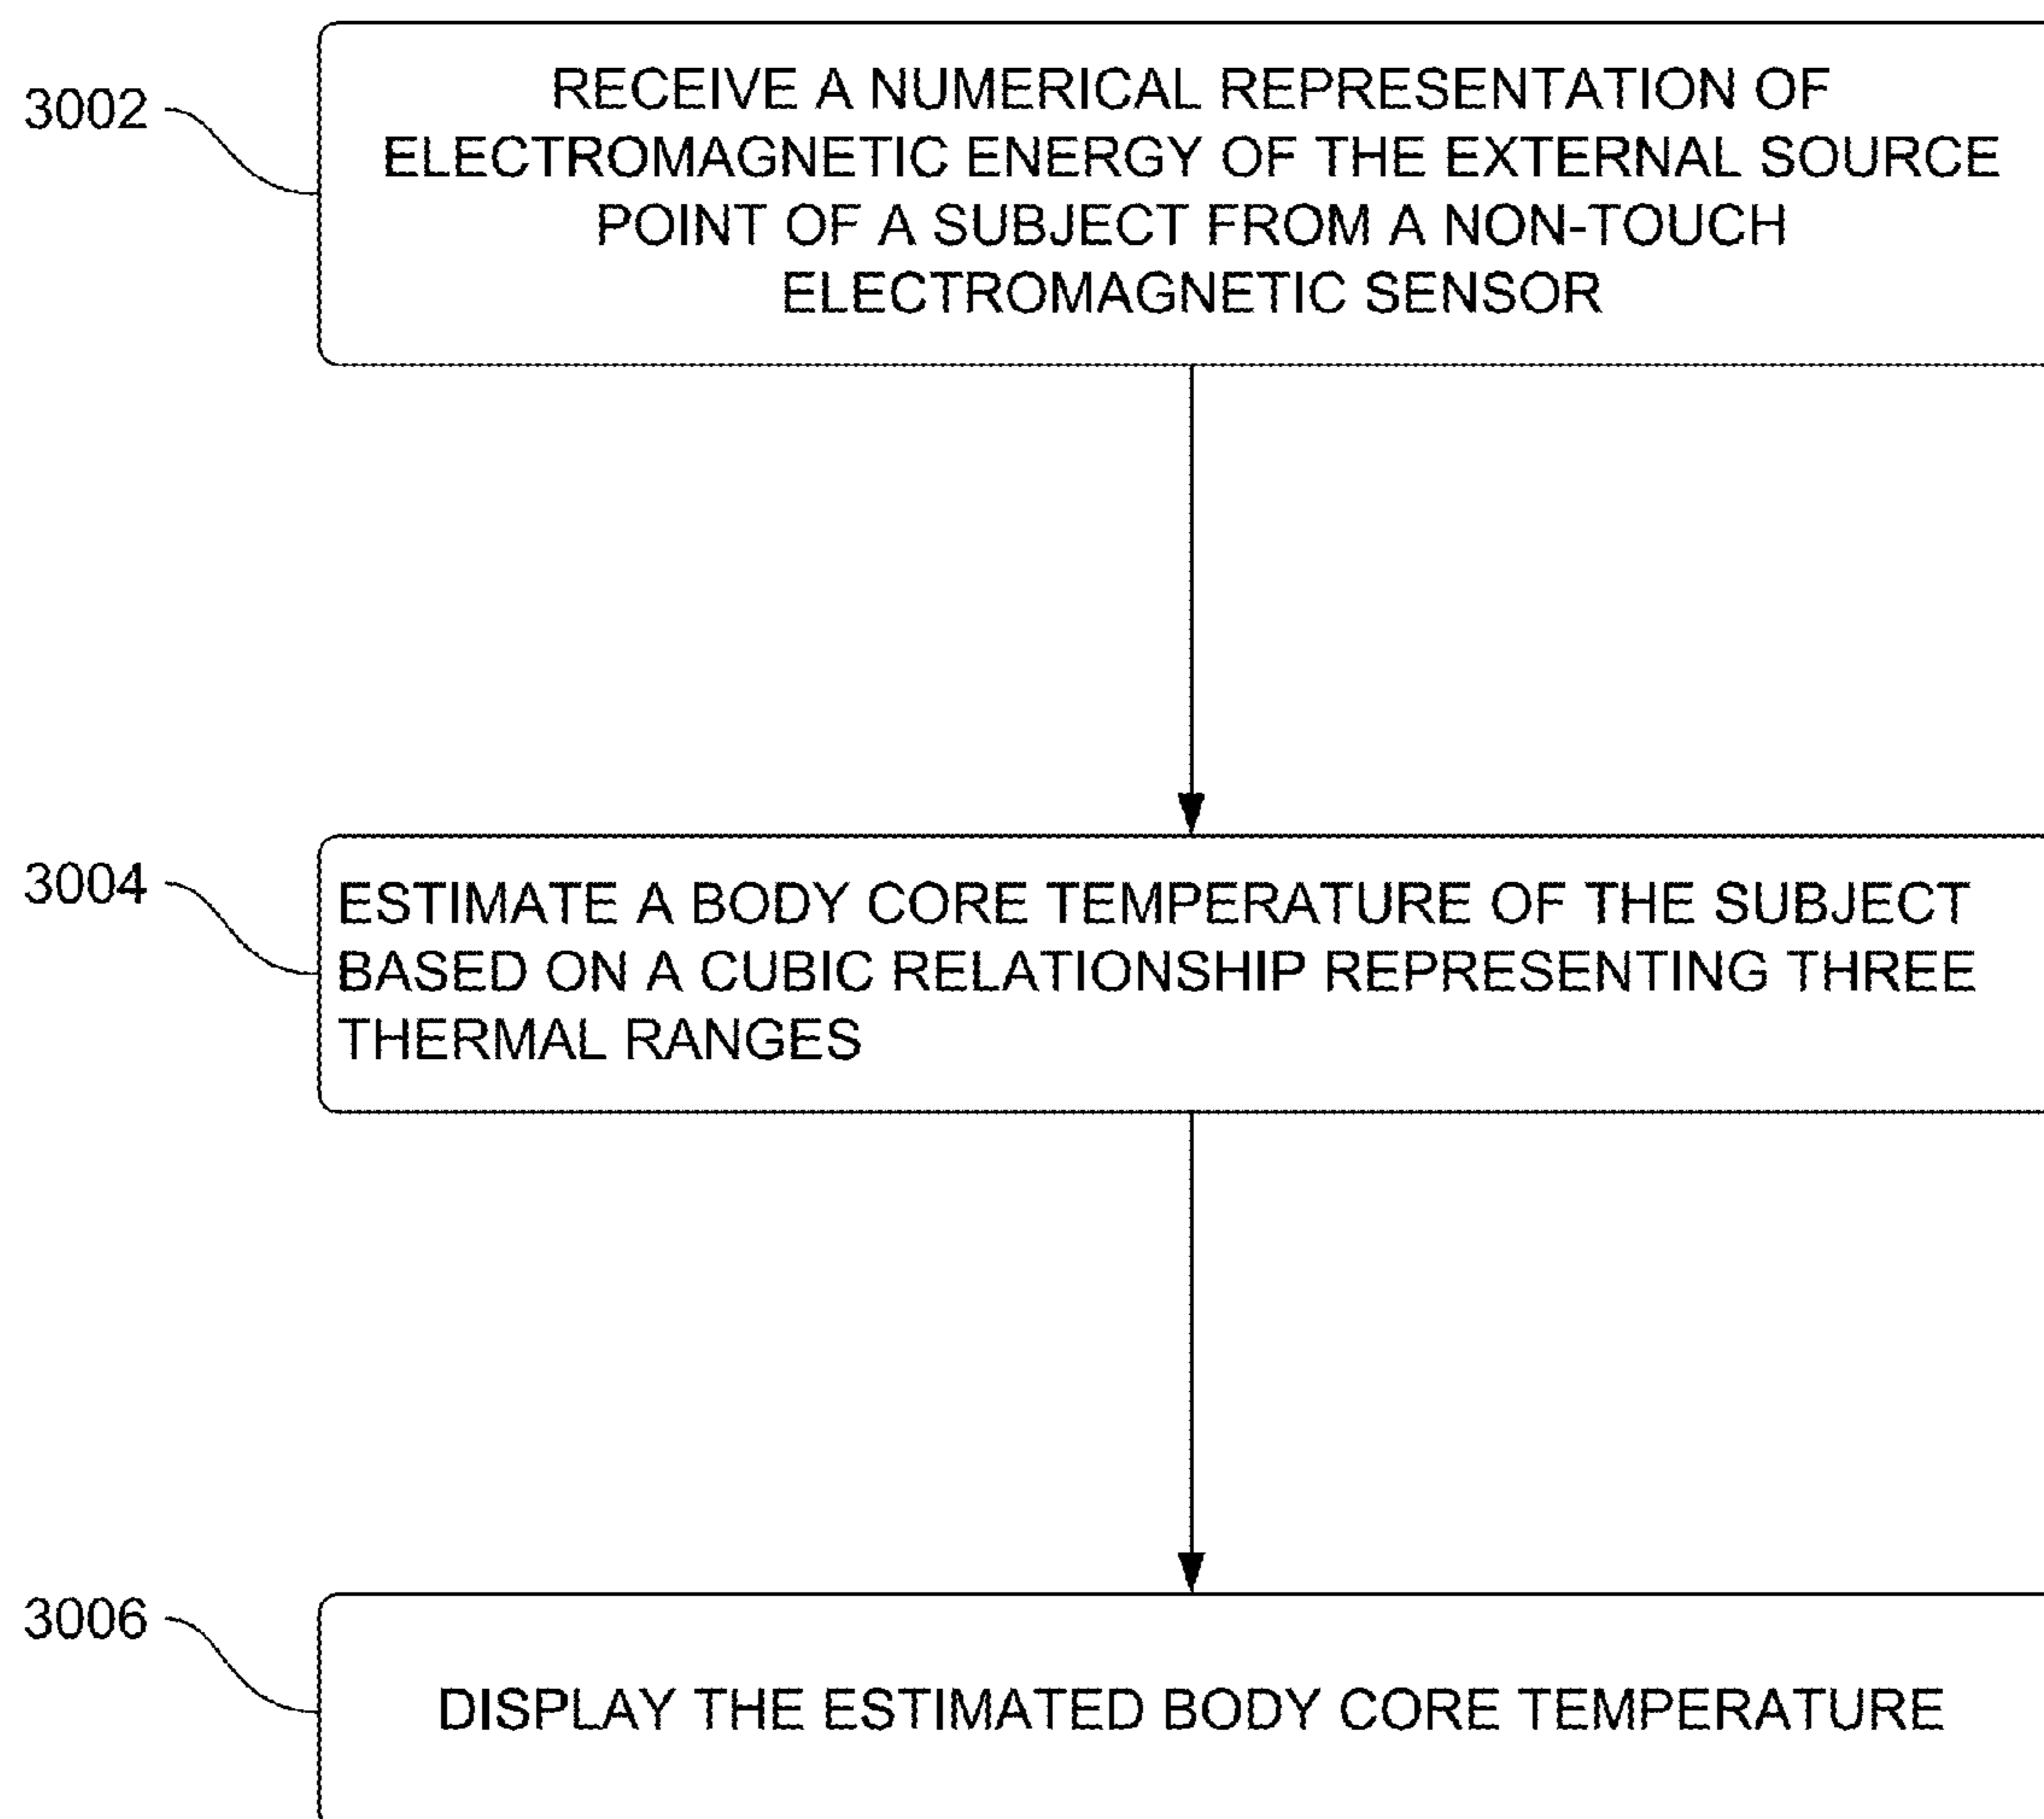 3002
RECEIVE A NUMERICAL REPRESENTATION OF
ELECTROMAGNETIC ENERGY OF THE EXTERNAL SOURCE
POINT OF A SUBJECT FROM A NON-TOUCH
ELECTROMAGNETIC SENSOR
3004
ESTIMATE A BODY CORE TEMPERATURE OF THE SUBJECT
BASED ON A CUBIC RELATIONSHIP REPRESENTING THREE
THERMAL RANGES
3006
DISPLAY THE ESTIMATED BODY CORE TEMPERATURE